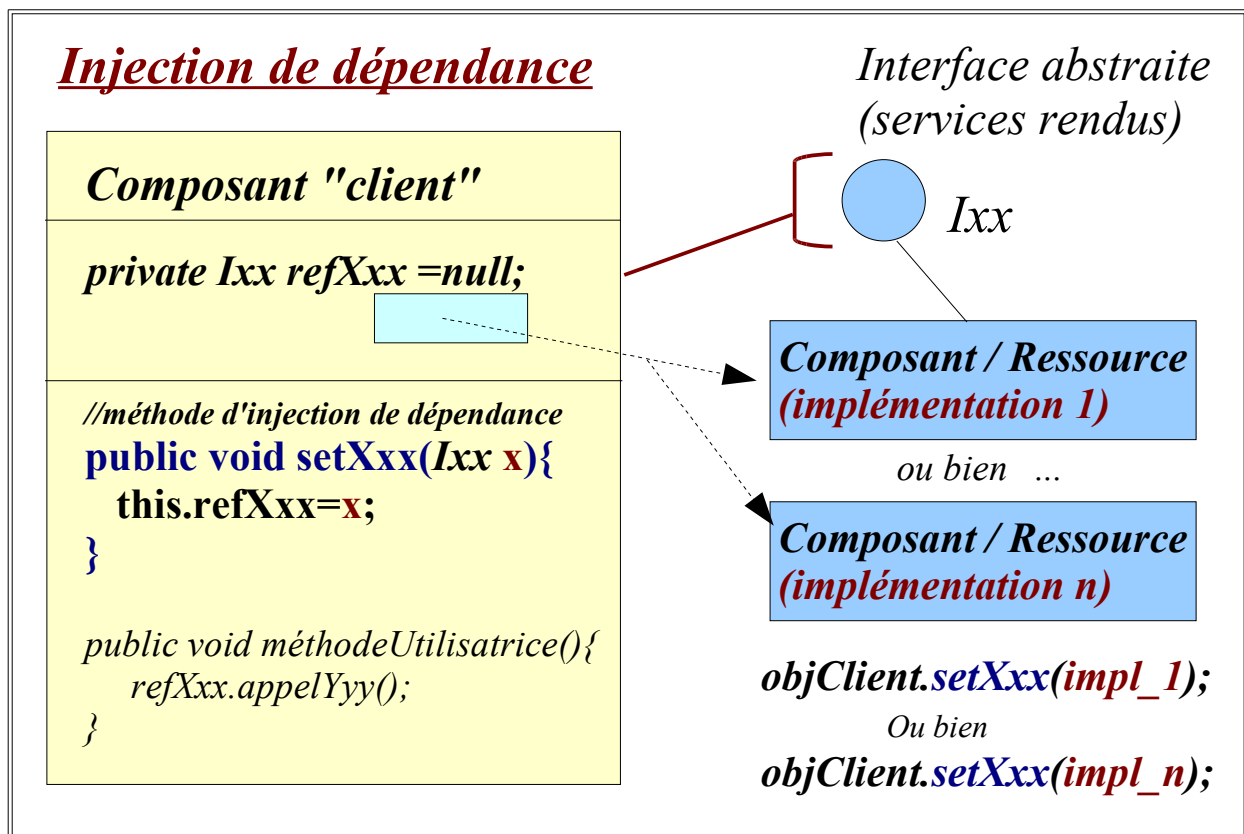 Injection de dépendance
Composant "client"
private Ixx refXxx =null;
//méthode d'injection de dépendance
public void setXxx(Ixx x){
this.refXxx=x;
}
public void méthodeUtilisatrice(){
refXxx.appelYyy();
}
Interface abstraite
(services rendus)
Ixx
Composant / Ressource
(implémentation 1)
ou bien ...
Composant / Ressource
(implémentation n)
objClient.setXxx(impl_1);
Ou bien
objClient.setXxx(impl_n);